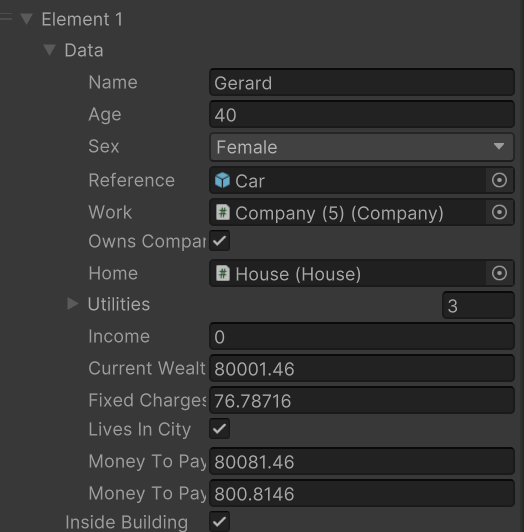 Element 1
Data
Name Gerard
Age 40
Sex Female
Reference Car
Work # Company (5) (Company)
Owns Compar
Home # House (House)
Utilities 3
Income 0
Current Wealt 80001.46
Fixed Charges 76.78716
Lives In City
Money To Pay 80081.46
Money To Pay 800.8146
Inside Building